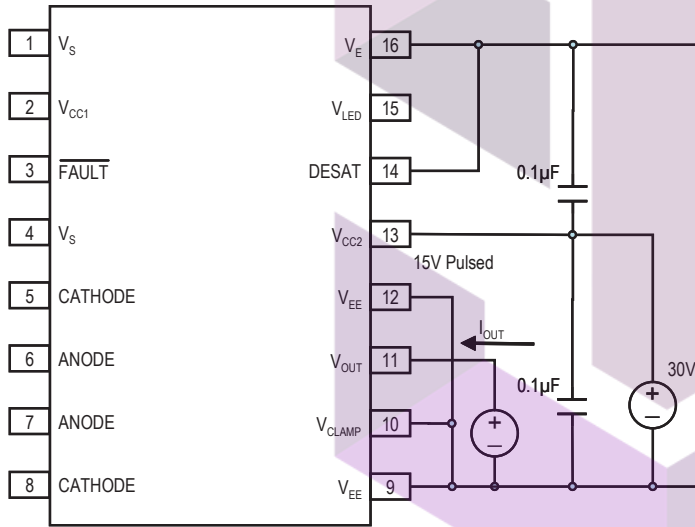 1 V_S V_E 16
2 V_CC1 V_LED 15
3 FAULT DESAT 14
0.1µF
4 V_S V_CC2 13
15V Pulsed
5 CATHODE V_EE 12
I_OUT
6 ANODE V_OUT 11
30V
0.1µF
+
+
7 ANODE V_CLAMP 10
−
−
8 CATHODE V_EE 9